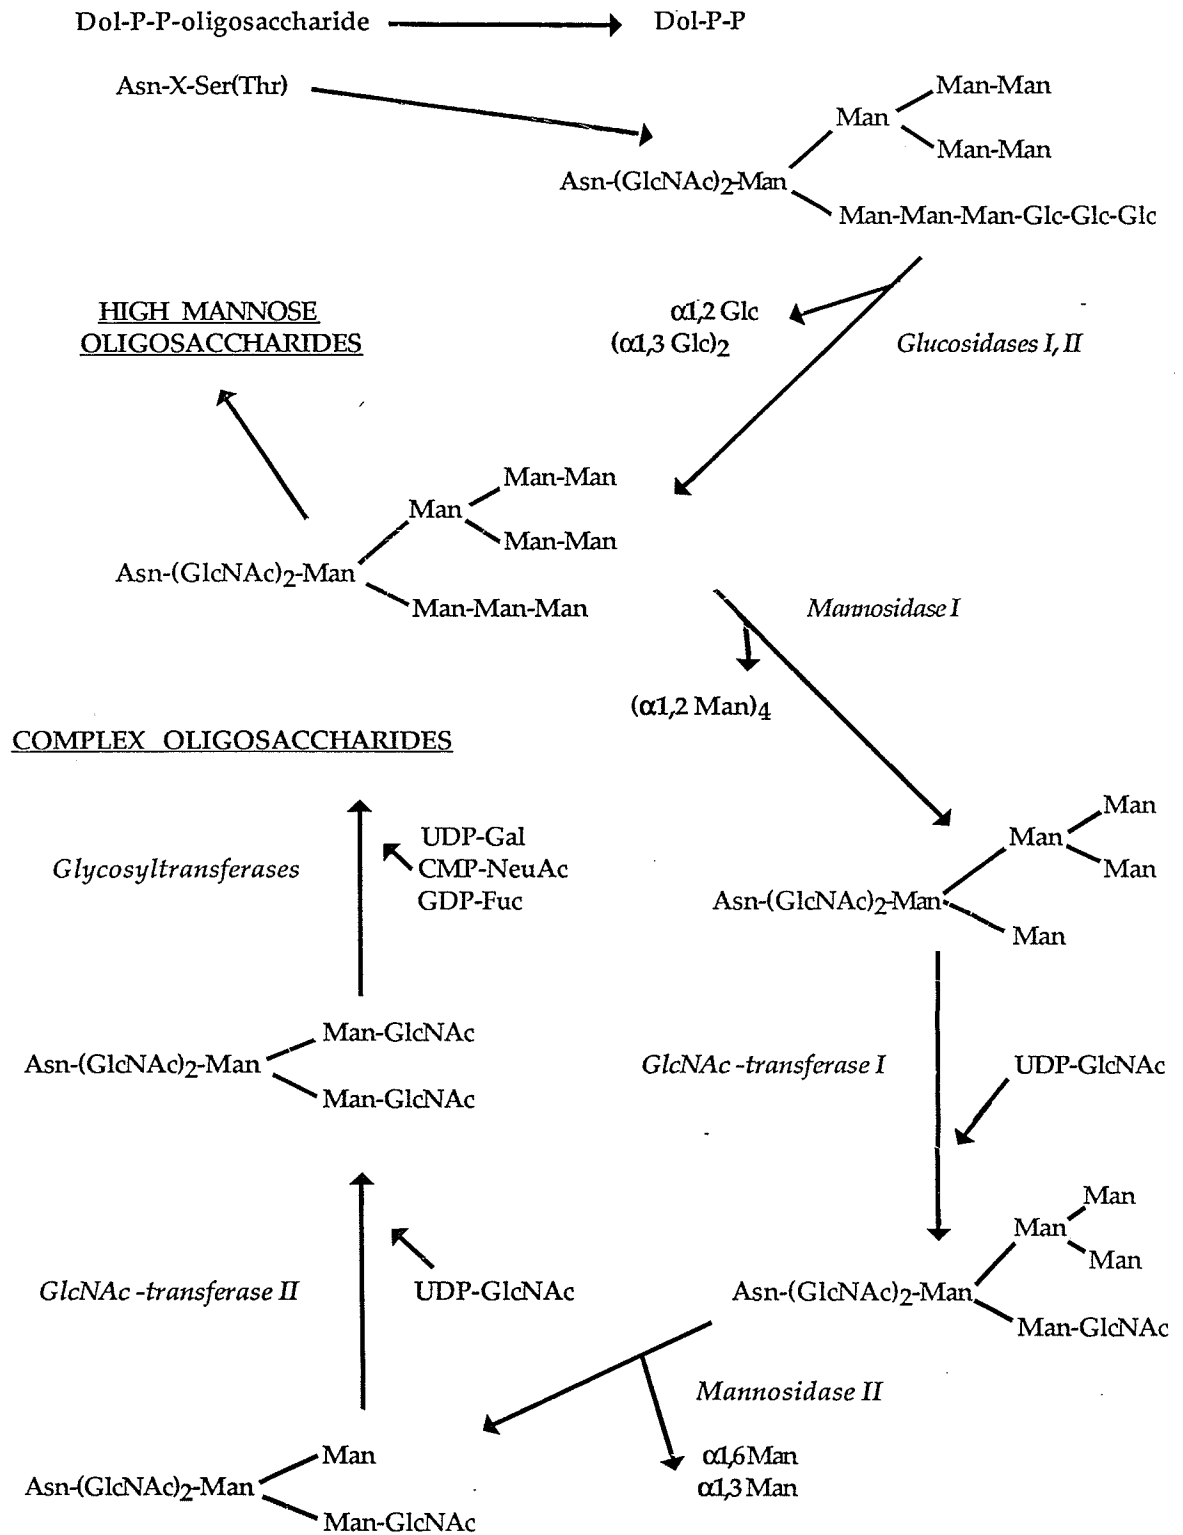 Dol-P-P-oligosaccharide Dol-P-P
Asn-X-Ser(Thr)
Man-Man
Man
Man-Man
Asn-(GlcNAc)2-Man
Man-Man-Man-Glc-Glc-Glc
HIGH MANNOSE
OLIGOSACCHARIDES
α1,2 Glc
(α1,3 Glc)2
Glucosidases I, II
Man-Man
Man
Man-Man
Asn-(GlcNAc)2-Man
Man-Man-Man
Mannosidase I
(α1,2 Man)4
COMPLEX OLIGOSACCHARIDES
Man
Man
Man
Asn-(GlcNAc)2-Man
Man
Glycosyltransferases
UDP-Gal
CMP-NeuAc
GDP-Fuc
Man-GlcNAc
Asn-(GlcNAc)2-Man
Man-GlcNAc
GlcNAc-transferase I
UDP-GlcNAc
Man
Man
Man
Asn-(GlcNAc)2-Man
Man-GlcNAc
GlcNAc-transferase II
UDP-GlcNAc
Mannosidase II
α1,6 Man
α1,3 Man
Man
Asn-(GlcNAc)2-Man
Man-GlcNAc